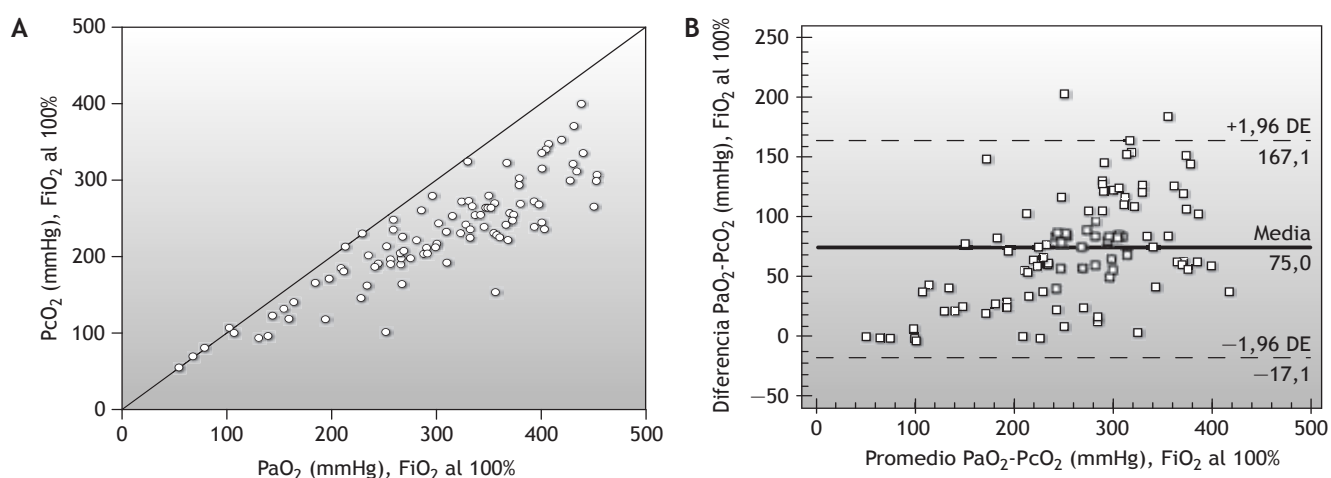 A
500
400
300
200
100
0
PcO₂ (mmHg), FiO₂ al 100%
0 100 200 300 400 500
PaO₂ (mmHg), FiO₂ al 100%
B
250
200
150
100
50
0
−50
Diferencia PaO₂-PcO₂ (mmHg), FiO₂ al 100%
+1,96 DE
167,1
Media
75,0
−1,96 DE
−17,1
0 100 200 300 400 500
Promedio PaO₂-PcO₂ (mmHg), FiO₂ al 100%